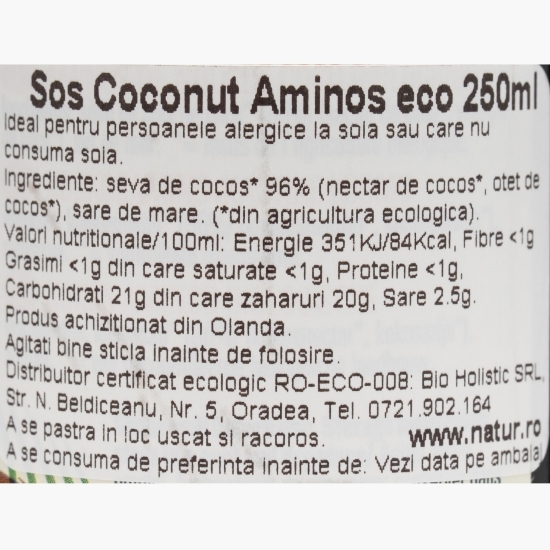 Sos Coconut Aminos eco 250ml
Ideal pentru persoanele alergice la soia sau care nu
consuma soia.
Ingrediente: seva de cocos* 96% (nectar de cocos*, otet de
cocos*), sare de mare. (*din agricultura ecologica).
Valori nutritionale/100ml: Energie 351KJ/84Kcal, Fibre <1g
Grasimi <1g din care saturate <1g, Proteine <1g,
Carbohidrati 21g din care zaharuri 20g, Sare 2.5g.
Produs achizitionat din Olanda.
Agitati bine sticla inainte de folosire.
Distribuitor certificat ecologic RO-ECO-008: Bio Holistic SRL,
Str. N. Beldiceanu, Nr. 5, Oradea, Tel. 0721.902.164
A se pastra in loc uscat si racoros. www.natur.ro
A se consuma de preferinta inainte de: Vezi data pe ambalaj